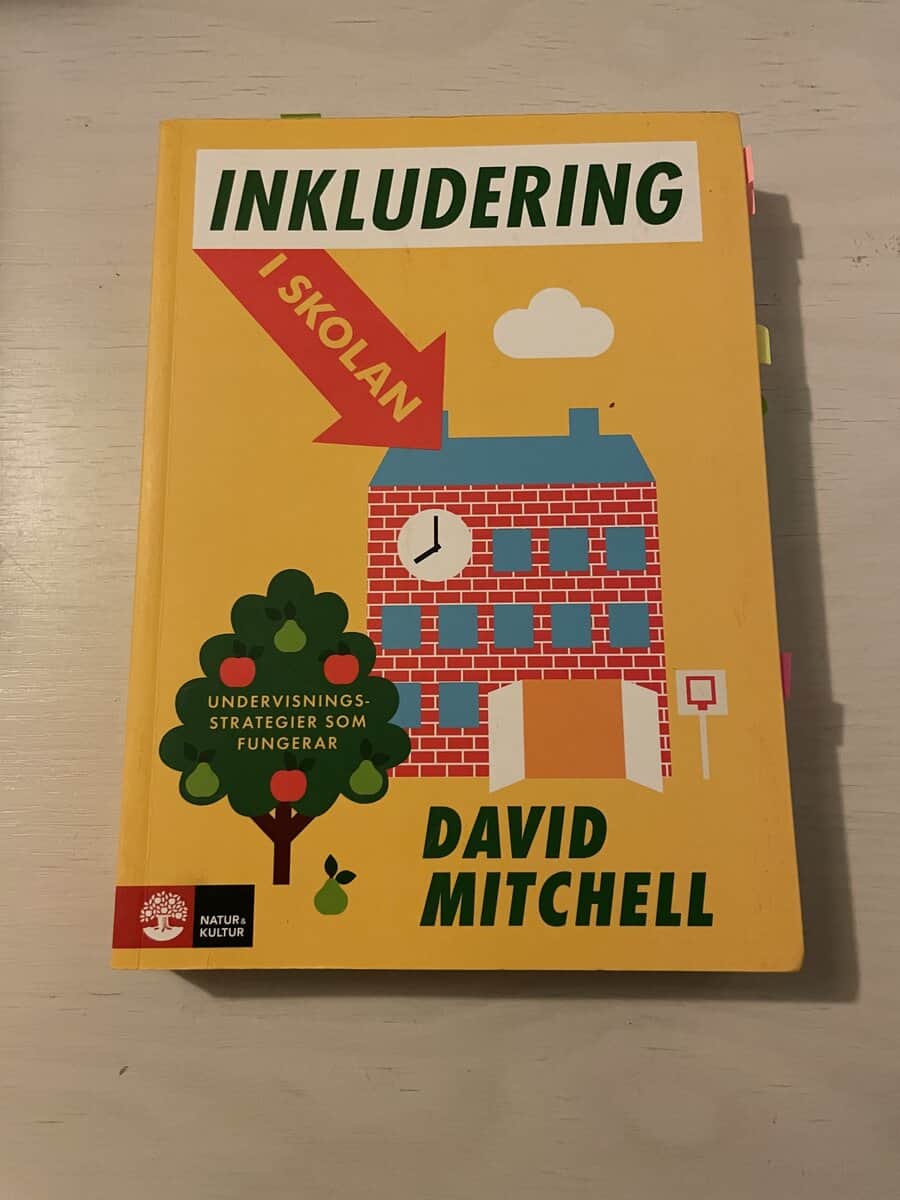 INKLUDERING
I SKOLAN
UNDERVISNINGS-
STRATEGIER SOM
FUNGERAR
DAVID
MITCHELL
NATUR &
KULTUR